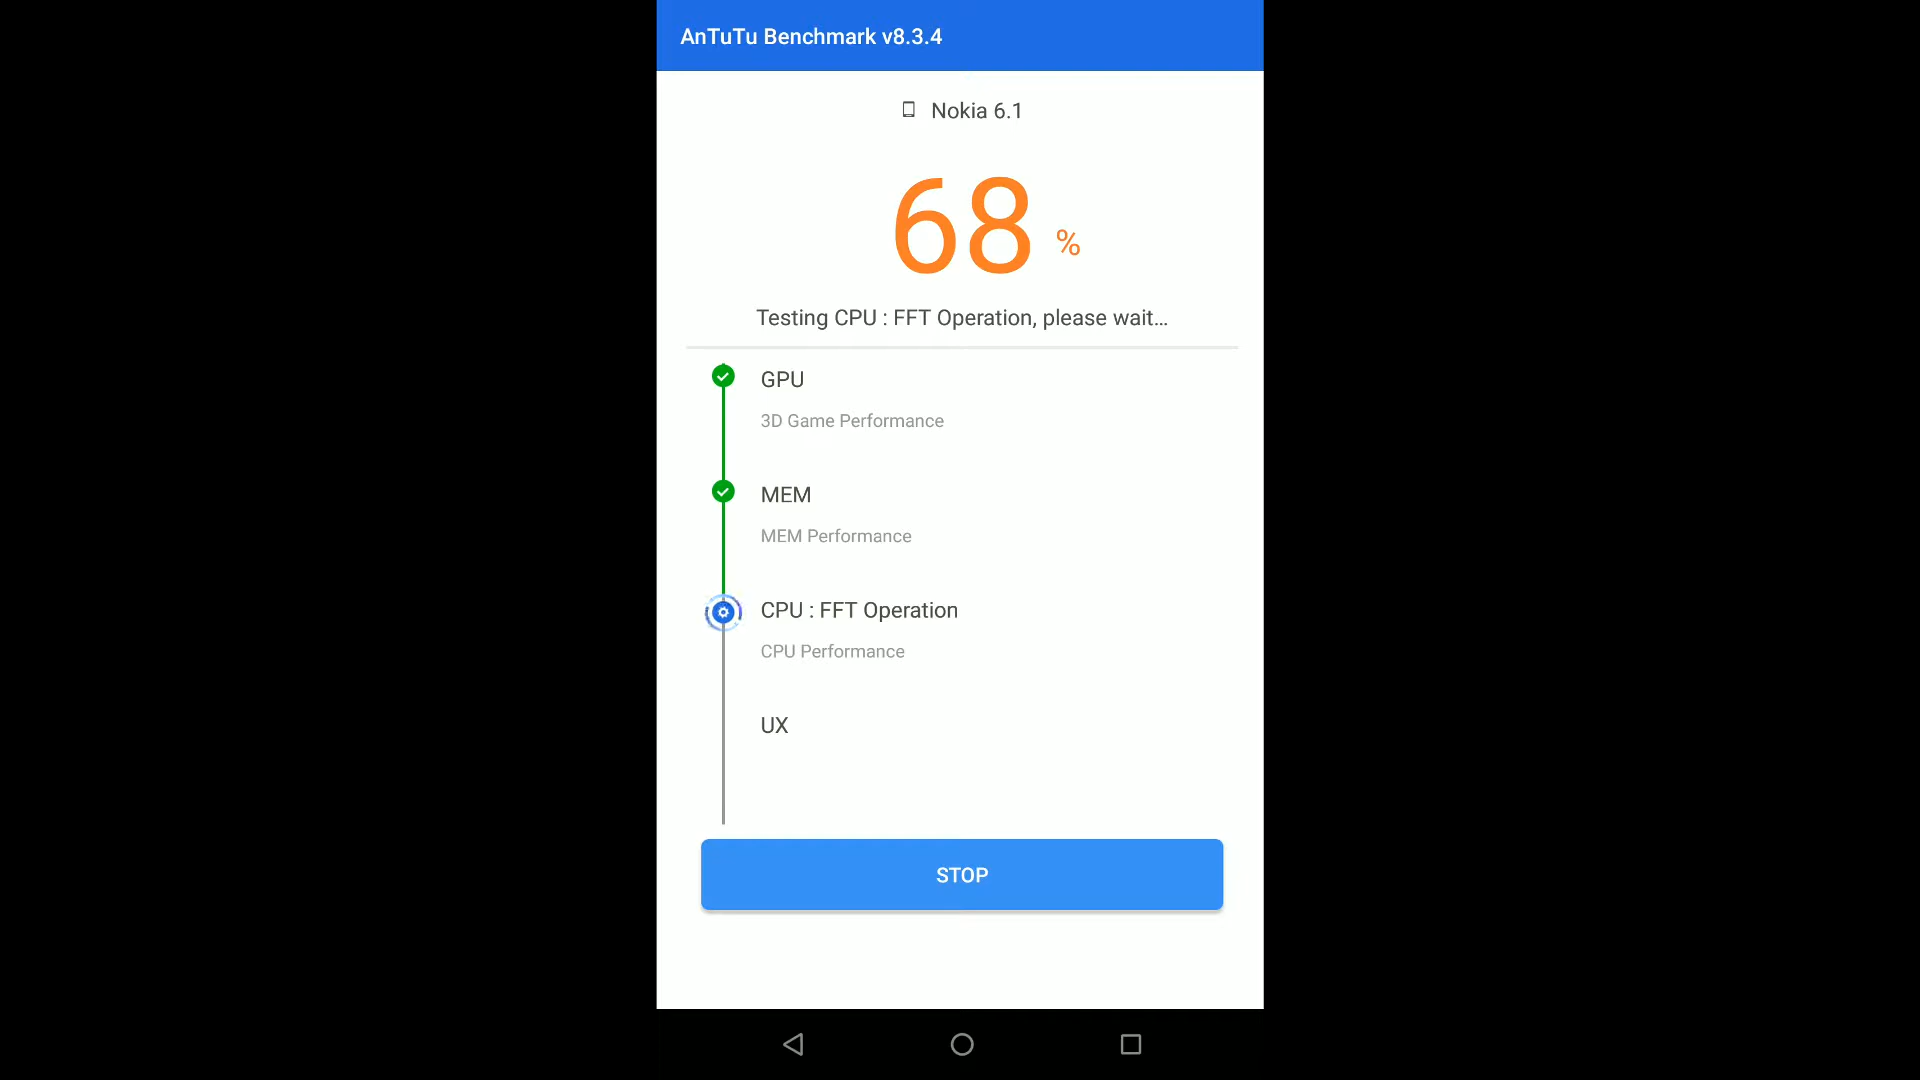 AnTuTu Benchmark v8.3.4
Nokia 6.1
68 %
Testing CPU : FFT Operation, please wait...
GPU
3D Game Performance
MEM
MEM Performance
CPU : FFT Operation
CPU Performance
UX
STOP